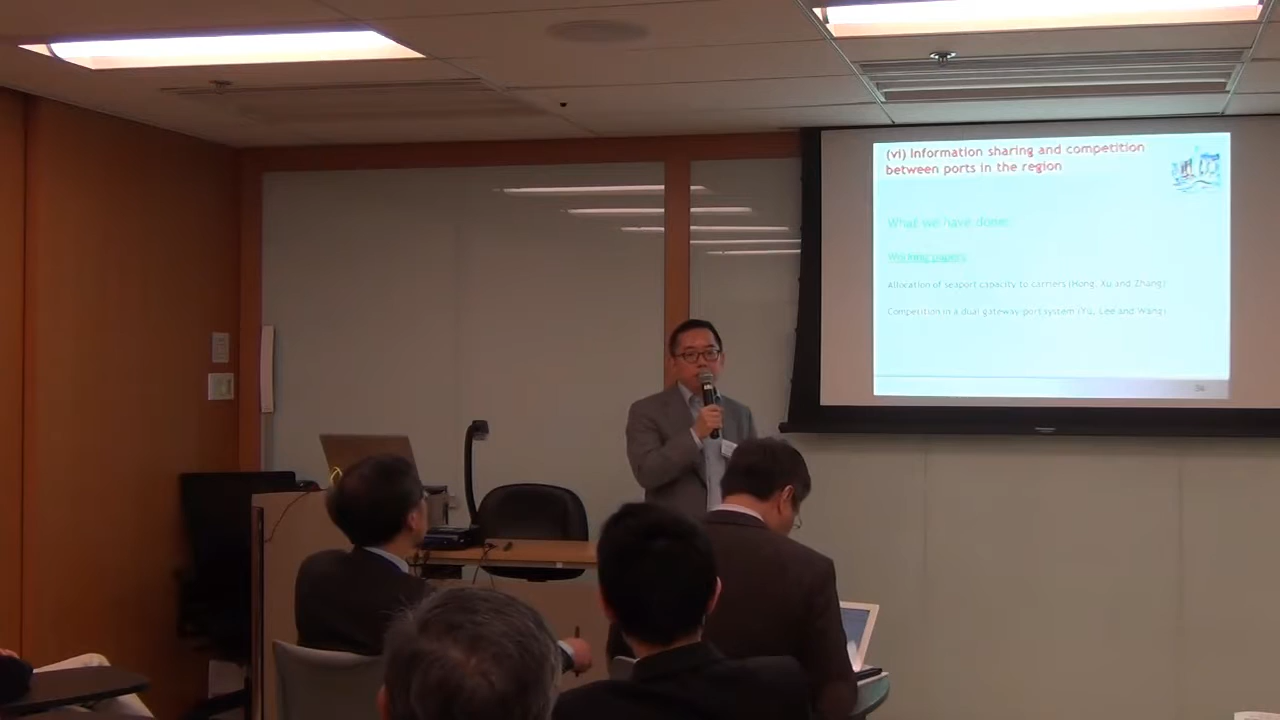 (vi) Information sharing and competition
between ports in the region
What we have done:
Working papers
Allocation of seaport capacity to carriers (Hong, Xu and Zhang)
Competition in a dual gateway-port system (Yu, Lee and Wang)